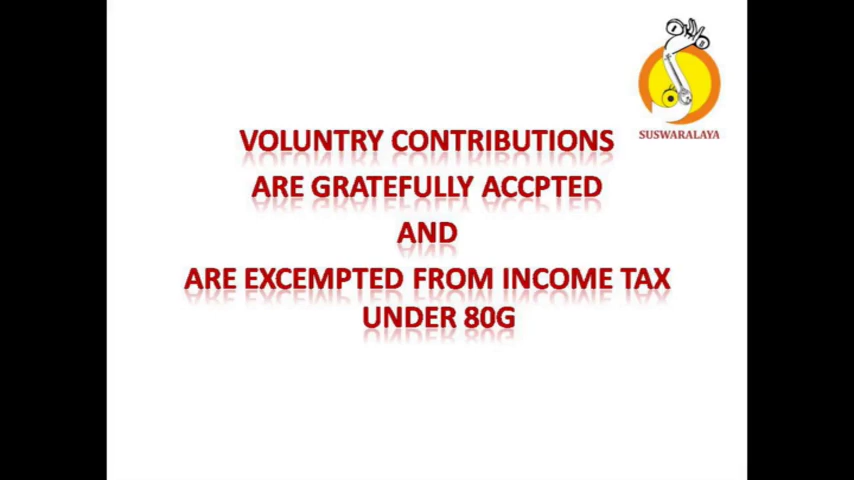 SUSWARALAYA
VOLUNTRY CONTRIBUTIONS
ARE GRATEFULLY ACCPTED
AND
ARE EXCEMPTED FROM INCOME TAX
UNDER 80G